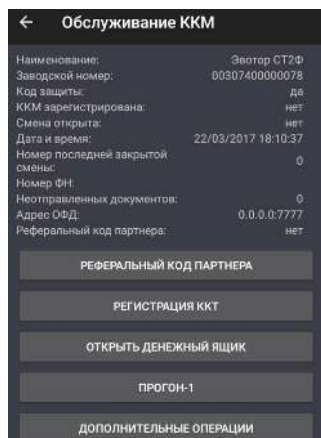 ← Обслуживание ККМ
Наименование: Эвотор СТ2Ф
Заводской номер: 00307400000078
Код защиты: да
ККМ зарегистрирована: нет
Смена открыта: нет
Дата и время: 22/03/2017 18:10:37
Номер последней закрытой смены: 0
Номер ФН:
Неотправленных документов: 0
Адрес ОФД: 0.0.0.0:7777
Реферальный код партнера: нет
РЕФЕРАЛЬНЫЙ КОД ПАРТНЕРА
РЕГИСТРАЦИЯ ККТ
ОТКРЫТЬ ДЕНЕЖНЫЙ ЯЩИК
ПРОГОН-1
ДОПОЛНИТЕЛЬНЫЕ ОПЕРАЦИИ